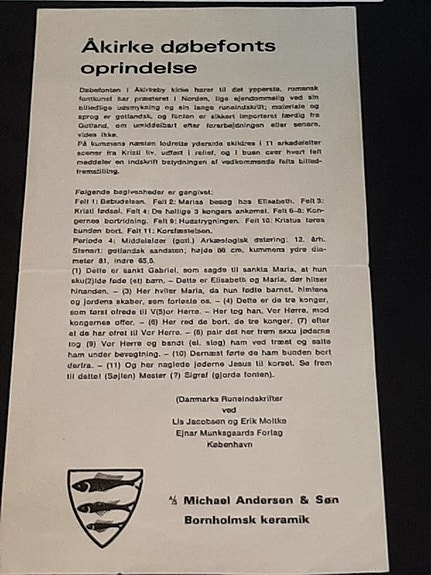 Åkirke døbefonts
oprindelse
Døbefonten i Åkirkeby kirke hører til det ypperste, romansk
fontkunst har præsteret i Norden, lige ejendommelig ved sin
billedlige udsmykning og sin lange runeindskrift; materiale og
sprog er gotlandsk, og fonten er sikkert importeret færdig fra
Gotland, om umiddelbart efter forarbejdningen eller senere,
vides ikke.
På kummens næsten lodrette yderside skildres i 11 arkadefelter
scener fra Kristi liv, udført i relief, og i buen over hvert felt
meddeler en indskrift betydningen af vedkommende felts billed-
fremstilling.
Følgende begivenheder er gengivet:
Felt 1: Bebudelsen. Felt 2: Marias besøg hos Elisabeth. Felt 3:
Kristi fødsel. Felt 4: De hellige 3 kongers ankomst. Felt 6-8: Kon-
gernes bortridning. Felt 9: Hudstrygningen. Felt 10: Kristus føres
bunden bort. Felt 11: Korsfæstelsen.
Periode 4: Middelalder (gotl.) Arkæologisk datering: 12. årh.
Stenart: gotlandsk sandsten; højde 86 cm, kummens ydre dia-
meter 81, indre 65,5.
(1) Dette er sankt Gabriel, som sagde til sankta Maria, at hun
sku(2)lde føde (et) barn. – Dette er Elisabeth og Maria, der hilser
hinanden. – (3) Her hviler Maria, da hun fødte barnet, himlens
og jordens skaber, som forløste os. – (4) Dette er de tre konger,
som først ofrede til V(5)or Herre. – Her tog han, Vor Herre, mod
kongernes offer. – (6) Her red de bort, de tre konger, (7) efter
at de har ofret til Vor Herre. – (8) pair det her fram sxxu jøderne
tog (9) Vor Herre og bandt (el. slog) ham ved træet og satte
ham under bevogtning. – (10) Dernæst førte de ham bunden bort
derfra. – (11) Og her naglede jøderne Jesus til korset. Se frem
til dette! (Søjlen) Mester (?) Sigraf (gjorde fonten).
(Danmarks Runeindskrifter
ved
Lis Jacobsen og Erik Moltke
Ejnar Munksgaards Forlag
København
A/S Michael Andersen & Søn
Bornholmsk keramik